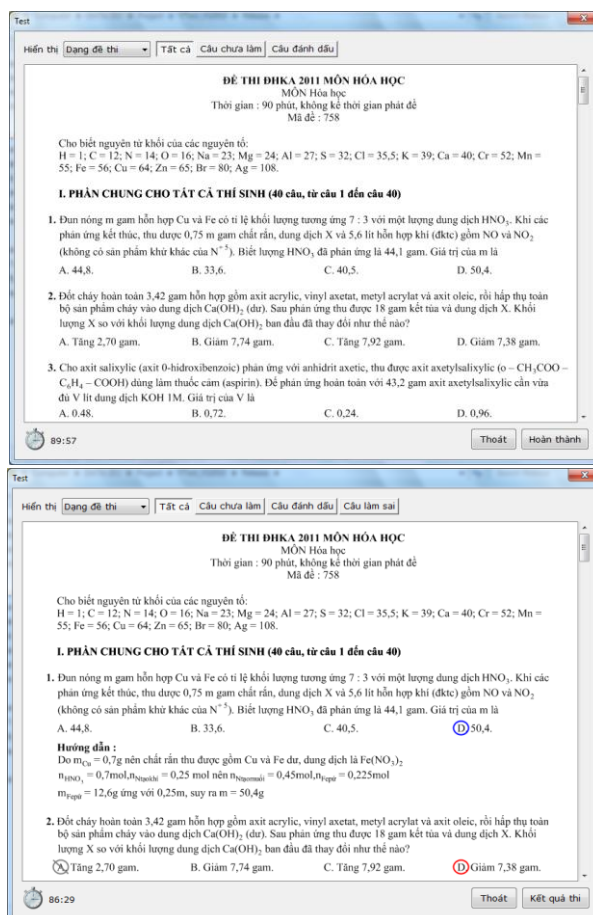 Test
Hiển thị Dạng đề thi Tất cả Câu chưa làm Câu đánh dấu
ĐỀ THI ĐHKA 2011 MÔN HÓA HỌC
MÔN Hóa học
Thời gian : 90 phút, không kể thời gian phát đề
Mã đề : 758
Cho biết nguyên tử khối của các nguyên tố:
H = 1; C = 12; N = 14; O = 16; Na = 23; Mg = 24; Al = 27; S = 32; Cl = 35,5; K = 39; Ca = 40; Cr = 52; Mn =
55; Fe = 56; Cu = 64; Zn = 65; Br = 80; Ag = 108.
I. PHẦN CHUNG CHO TẤT CẢ THÍ SINH (40 câu, từ câu 1 đến câu 40)
1. Đun nóng m gam hỗn hợp Cu và Fe có tỉ lệ khối lượng tương ứng 7 : 3 với một lượng dung dịch HNO₃. Khi các
phản ứng kết thúc, thu được 0,75 m gam chất rắn, dung dịch X và 5,6 lít hỗn hợp khí (đktc) gồm NO và NO₂
(không có sản phẩm khử khác của N⁺⁵). Biết lượng HNO₃ đã phản ứng là 44,1 gam. Giá trị của m là
A. 44,8. B. 33,6. C. 40,5. D. 50,4.
2. Đốt cháy hoàn toàn 3,42 gam hỗn hợp gồm axit acrylic, vinyl axetat, metyl acrylat và axit oleic, rồi hấp thụ toàn
bộ sản phẩm cháy vào dung dịch Ca(OH)₂ (dư). Sau phản ứng thu được 18 gam kết tủa và dung dịch X. Khối
lượng X so với khối lượng dung dịch Ca(OH)₂ ban đầu đã thay đổi như thế nào?
A. Tăng 2,70 gam. B. Giảm 7,74 gam. C. Tăng 7,92 gam. D. Giảm 7,38 gam.
3. Cho axit salixylic (axit 0-hidroxibenzoic) phản ứng với anhidrit axetic, thu được axit axetylsalixylic (o – CH₃COO –
C₆H₄ – COOH) dùng làm thuốc cảm (aspirin). Để phản ứng hoàn toàn với 43,2 gam axit axetylsalixylic cần vừa
đủ V lít dung dịch KOH 1M. Giá trị của V là
A. 0.48. B. 0,72. C. 0,24. D. 0,96.
89:57 Thoát Hoàn thành
Test
Hiển thị Dạng đề thi Tất cả Câu chưa làm Câu đánh dấu Câu làm sai
ĐỀ THI ĐHKA 2011 MÔN HÓA HỌC
MÔN Hóa học
Thời gian : 90 phút, không kể thời gian phát đề
Mã đề : 758
Cho biết nguyên tử khối của các nguyên tố:
H = 1; C = 12; N = 14; O = 16; Na = 23; Mg = 24; Al = 27; S = 32; Cl = 35,5; K = 39; Ca = 40; Cr = 52; Mn =
55; Fe = 56; Cu = 64; Zn = 65; Br = 80; Ag = 108.
I. PHẦN CHUNG CHO TẤT CẢ THÍ SINH (40 câu, từ câu 1 đến câu 40)
1. Đun nóng m gam hỗn hợp Cu và Fe có tỉ lệ khối lượng tương ứng 7 : 3 với một lượng dung dịch HNO₃. Khi các
phản ứng kết thúc, thu được 0,75 m gam chất rắn, dung dịch X và 5,6 lít hỗn hợp khí (đktc) gồm NO và NO₂
(không có sản phẩm khử khác của N⁺⁵). Biết lượng HNO₃ đã phản ứng là 44,1 gam. Giá trị của m là
A. 44,8. B. 33,6. C. 40,5. D. 50,4.
Hướng dẫn :
Do m_Cu = 0,7g nên chất rắn thu được gồm Cu và Fe dư, dung dịch là Fe(NO₃)₂
n_HNO₃ = 0,7mol,n_Ntạokhí = 0,25 mol nên n_Ntạomuối = 0,45mol,n_Fepứ = 0,225mol
m_Fepứ = 12,6g ứng với 0,25m, suy ra m = 50,4g
2. Đốt cháy hoàn toàn 3,42 gam hỗn hợp gồm axit acrylic, vinyl axetat, metyl acrylat và axit oleic, rồi hấp thụ toàn
bộ sản phẩm cháy vào dung dịch Ca(OH)₂ (dư). Sau phản ứng thu được 18 gam kết tủa và dung dịch X. Khối
lượng X so với khối lượng dung dịch Ca(OH)₂ ban đầu đã thay đổi như thế nào?
A. Tăng 2,70 gam. B. Giảm 7,74 gam. C. Tăng 7,92 gam. D. Giảm 7,38 gam.
86:29 Thoát Kết quả thi